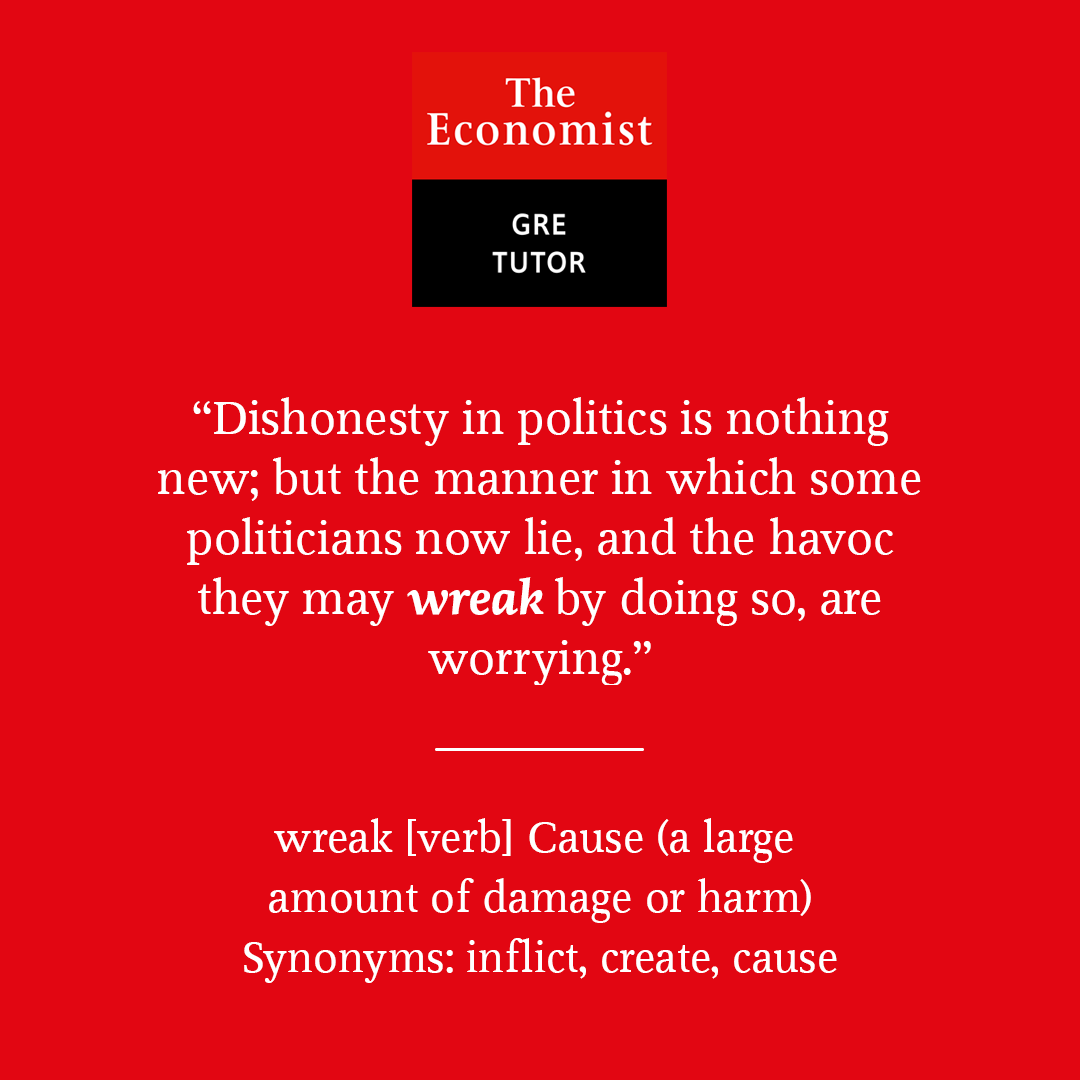 The
Economist
GRE
TUTOR
“Dishonesty in politics is nothing
new; but the manner in which some
politicians now lie, and the havoc
they may wreak by doing so, are
worrying.”
wreak [verb] Cause (a large
amount of damage or harm)
Synonyms: inflict, create, cause